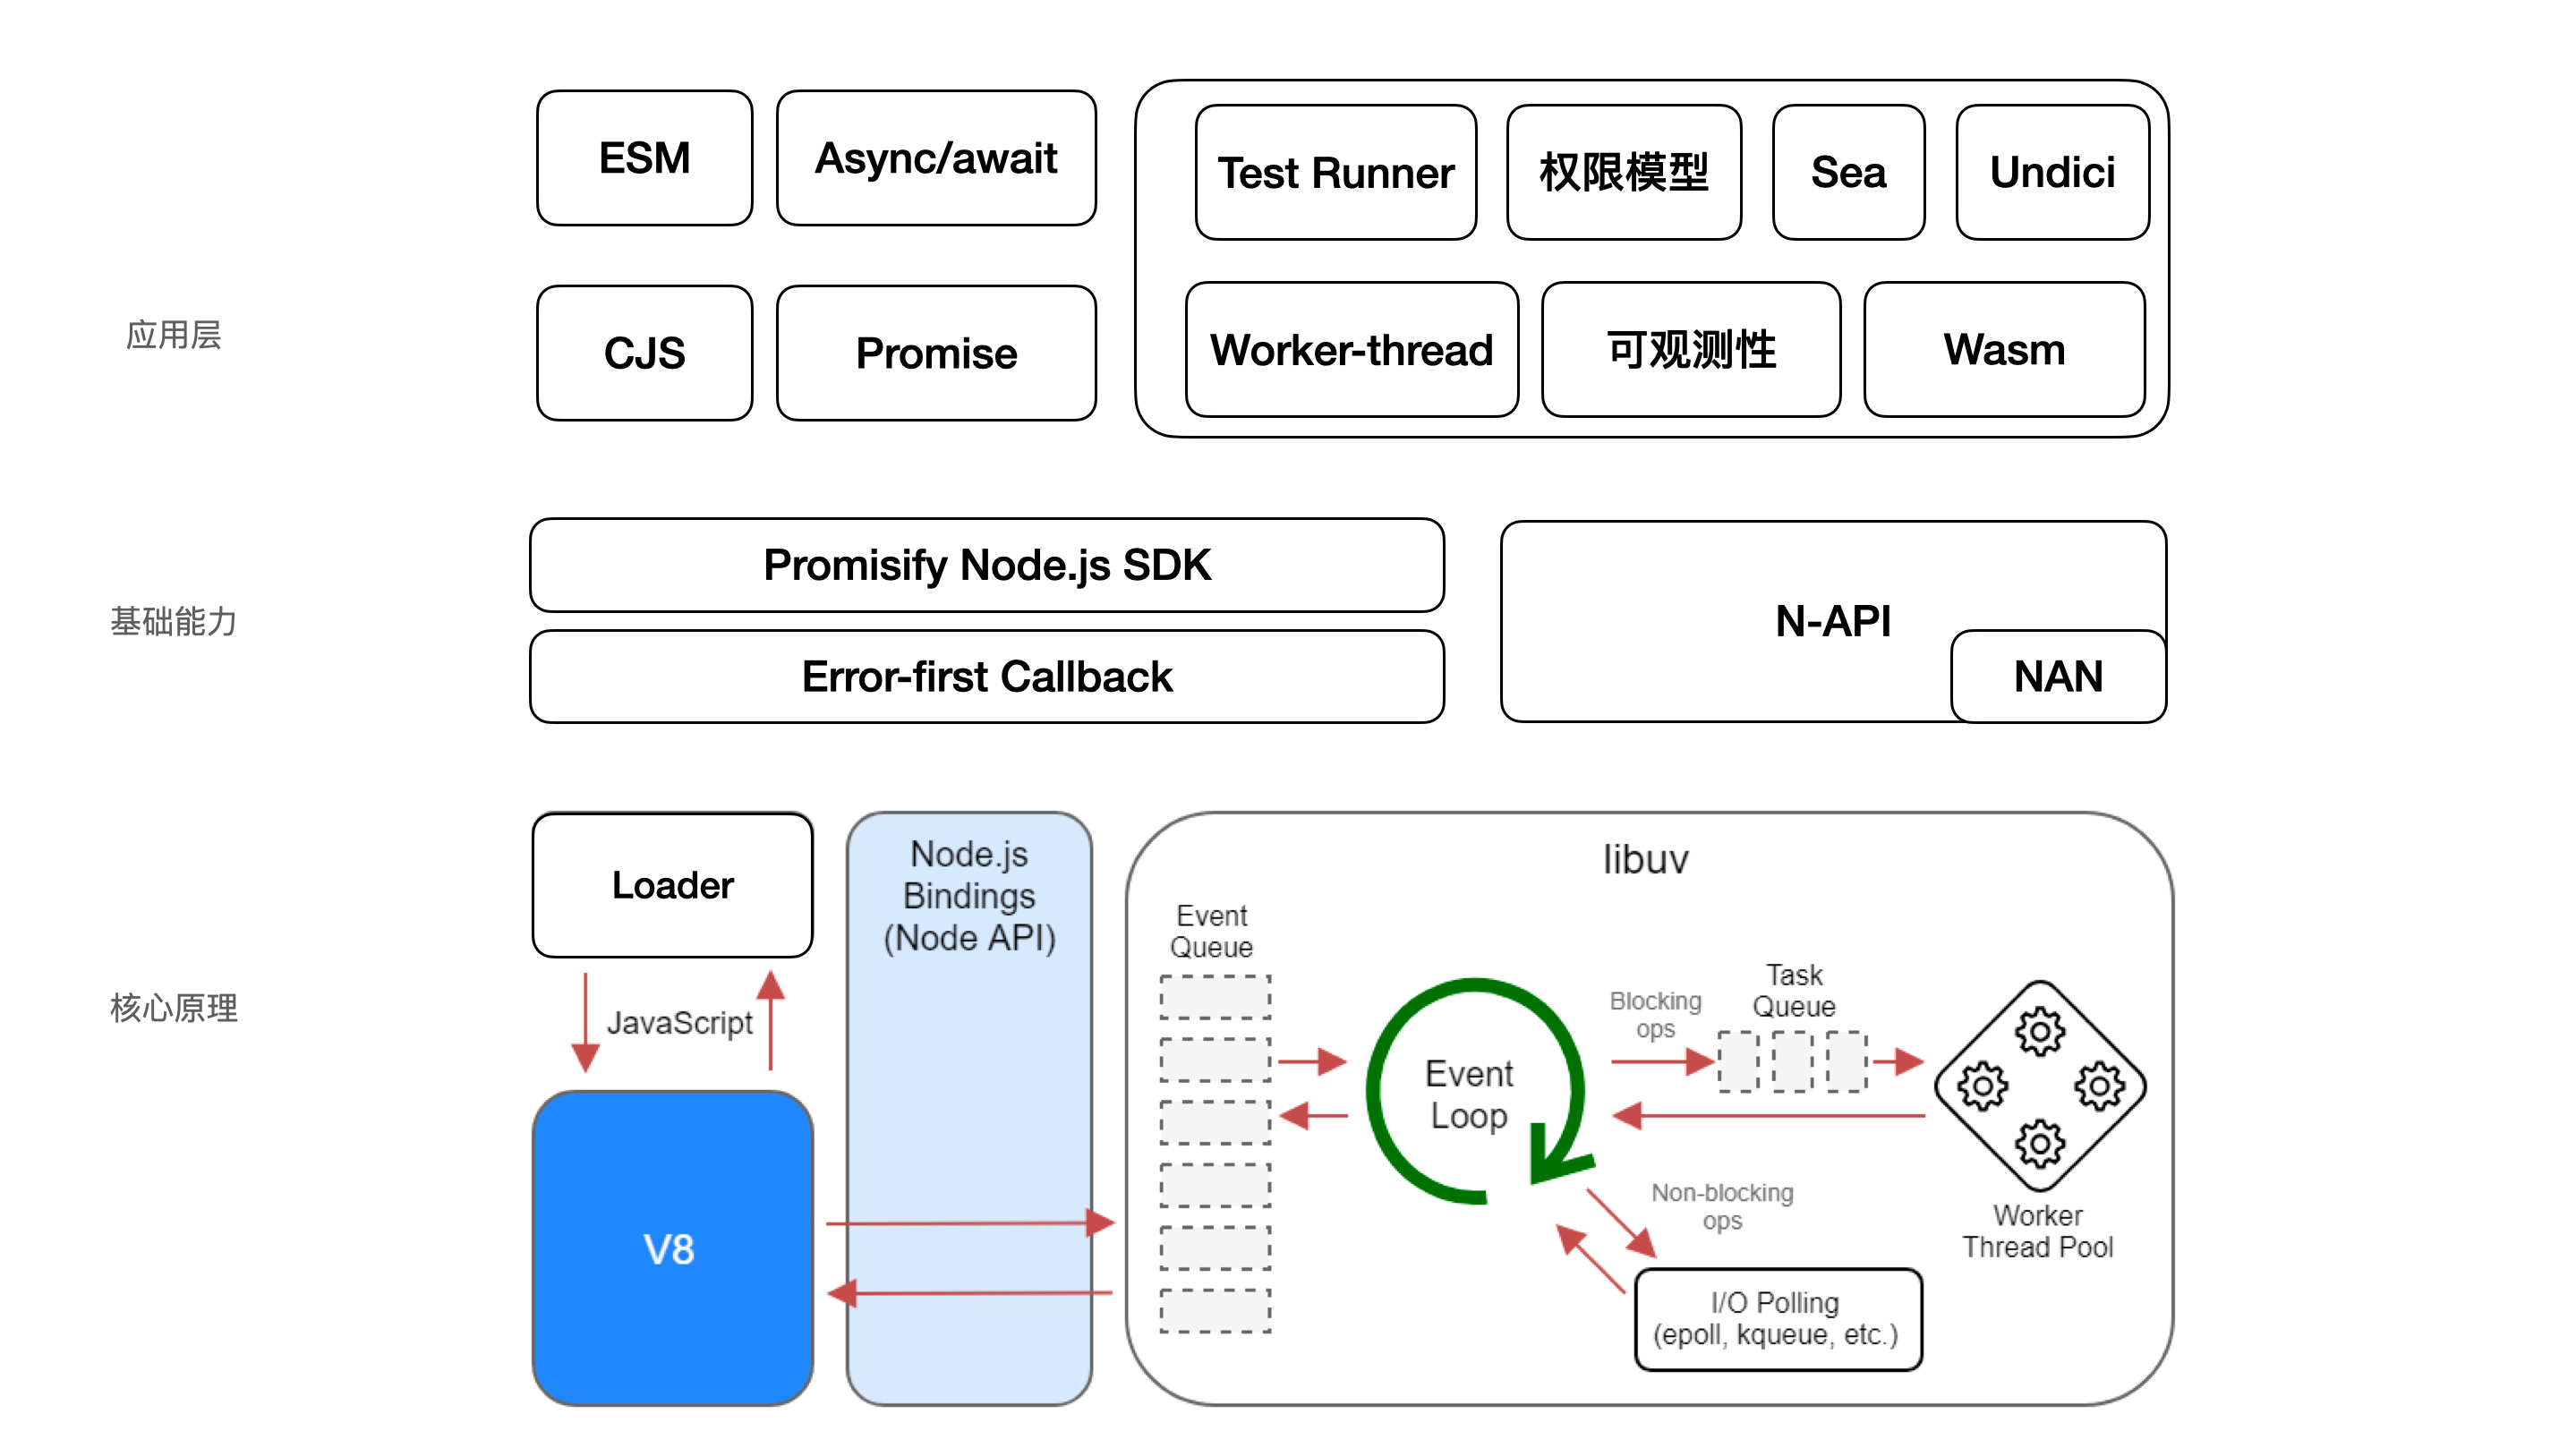 ESM
Async/await
Test Runner
权限模型
Sea
Undici
应用层
CJS
Promise
Worker-thread
可观测性
Wasm
基础能力
Promisify Node.js SDK
Error-first Callback
N-API
NAN
核心原理
Loader
JavaScript
V8
Node.js
Bindings
(Node API)
libuv
Event
Queue
Event
Loop
Blocking
ops
Task
Queue
Worker
Thread Pool
Non-blocking
ops
I/O Polling
(epoll, kqueue, etc.)